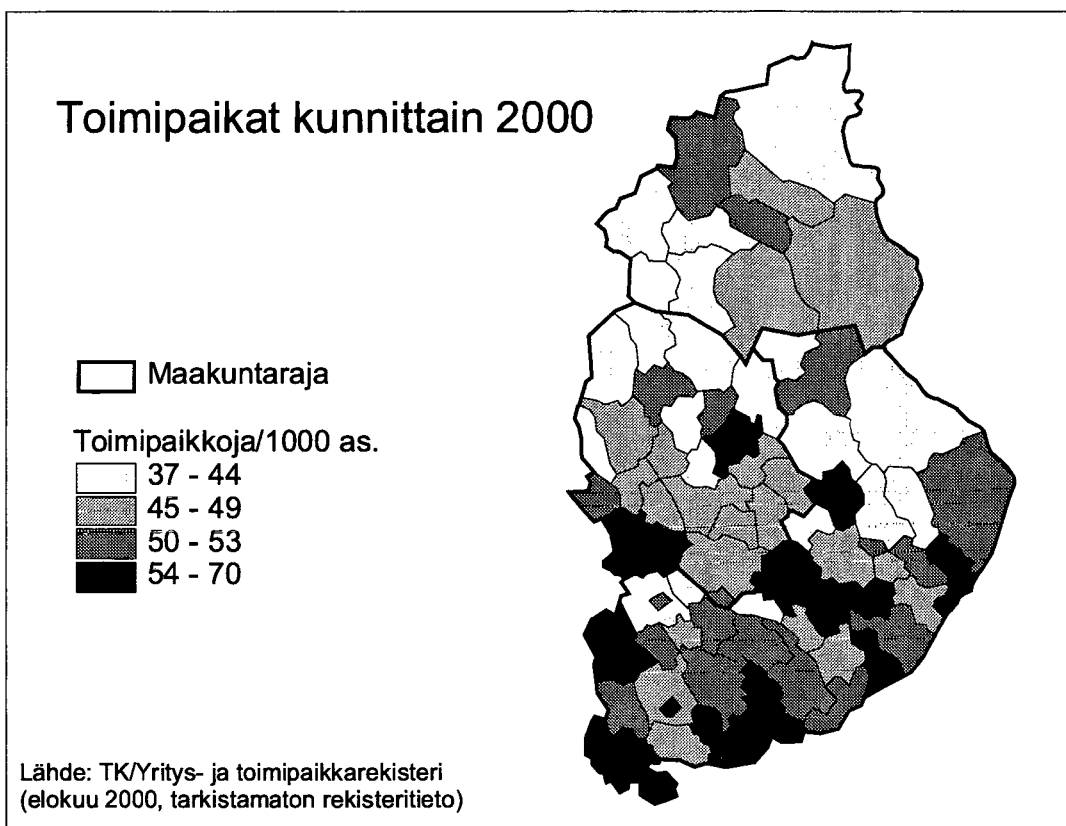 Toimipaikat kunnittain 2000
Maakuntaraja
Toimipaikkoja/1000 as.
37 - 44
45 - 49
50 - 53
54 - 70
Lähde: TK/Yritys- ja toimipaikkarekisteri
(elokuu 2000, tarkistamaton rekisteritieto)